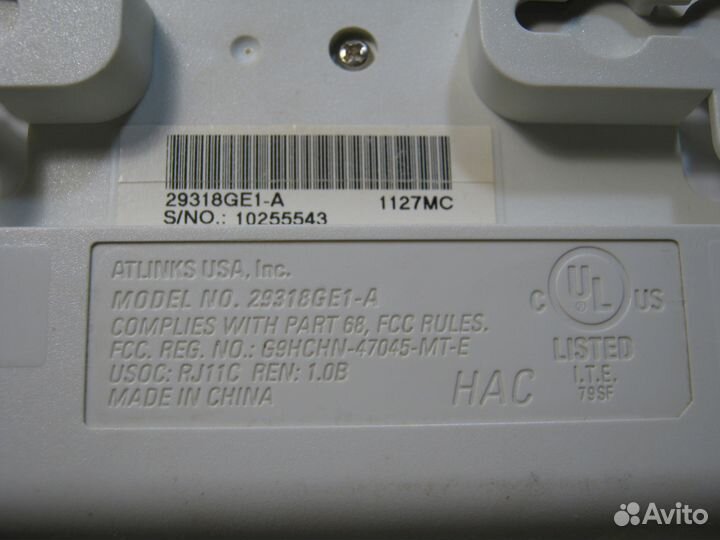 29318GE1-A 1127MC
S/NO.: 10255543
ATLINKS USA, Inc.
MODEL NO. 29318GE1-A
COMPLIES WITH PART 68, FCC RULES.
FCC. REG. NO.: G9HCHN-47045-MT-E
USOC: RJ11C REN: 1.0B
MADE IN CHINA
HAC
C UL ® US
LISTED
I.T.E.
79SF
Avito